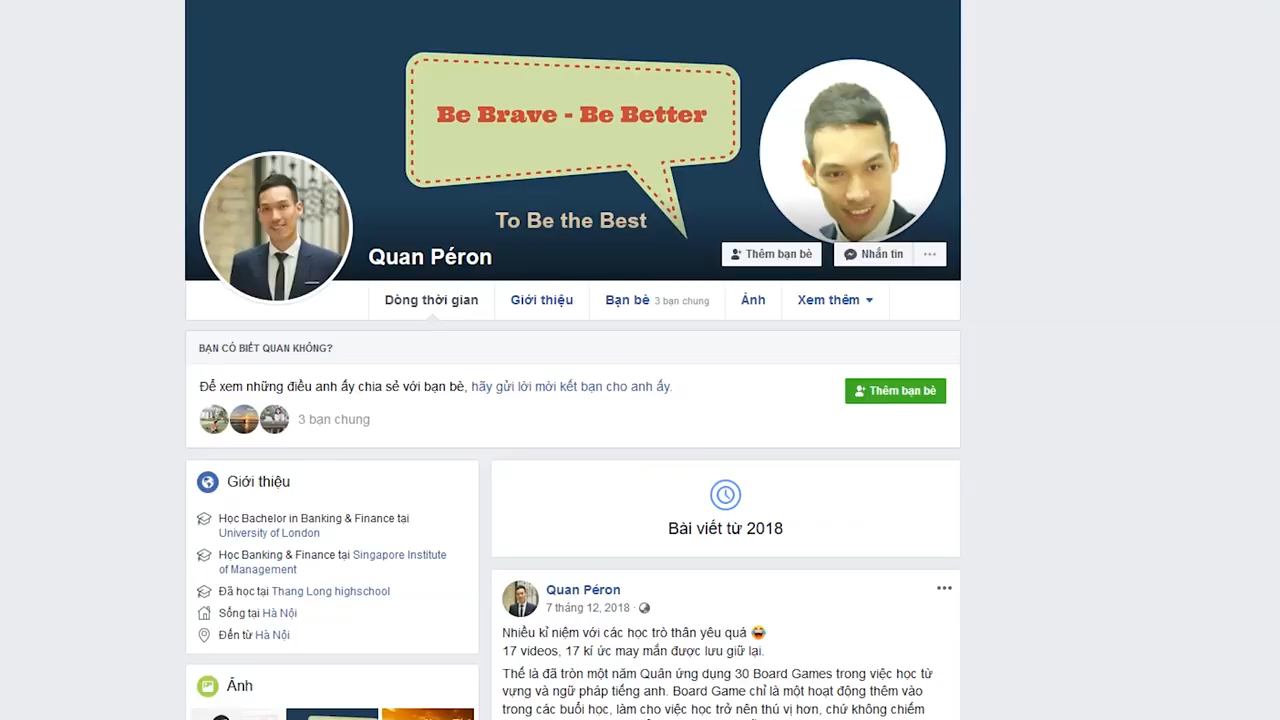 Be Brave - Be Better
To Be the Best
Quan Péron
Thêm bạn bè
Nhắn tin
Dòng thời gian
Giới thiệu
Bạn bè 3 bạn chung
Ảnh
Xem thêm
BẠN CÓ BIẾT QUAN KHÔNG?
Để xem những điều anh ấy chia sẻ với bạn bè, hãy gửi lời mời kết bạn cho anh ấy.
Thêm bạn bè
3 bạn chung
Giới thiệu
Học Bachelor in Banking & Finance tại
University of London
Học Banking & Finance tại Singapore Institute
of Management
Đã học tại Thang Long highschool
Sống tại Hà Nội
Đến từ Hà Nội
Ảnh
Bài viết từ 2018
Quan Péron
7 tháng 12, 2018 ·
Nhiều kỉ niệm với các học trò thân yêu quá
17 videos, 17 kí ức may mắn được lưu giữ lại.
Thế là đã tròn một năm Quân ứng dụng 30 Board Games trong việc học từ
vựng và ngữ pháp tiếng anh. Board Game chỉ là một hoạt động thêm vào
trong các buổi học, làm cho việc học trở nên thú vị hơn, chứ không chiếm